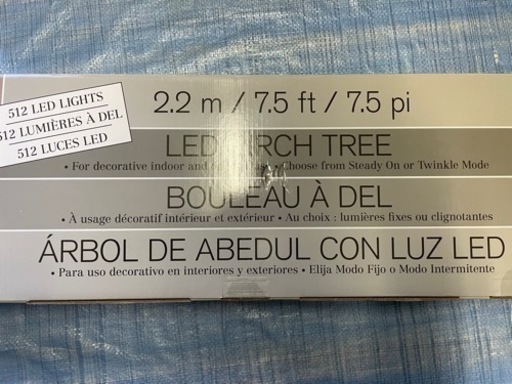 512 LED LIGHTS
512 LUMIÈRES À DEL
512 LUCES LED
2.2 m / 7.5 ft / 7.5 pi
LED BIRCH TREE
• For decorative indoor and • Choose from Steady On or Twinkle Mode
BOULEAU À DEL
• À usage décoratif intérieur et extérieur • Au choix : lumières fixes ou clignotantes
ÁRBOL DE ABEDUL CON LUZ LED
• Para uso decorativo en interiores y exteriores • Elija Modo Fijo o Modo Intermitente